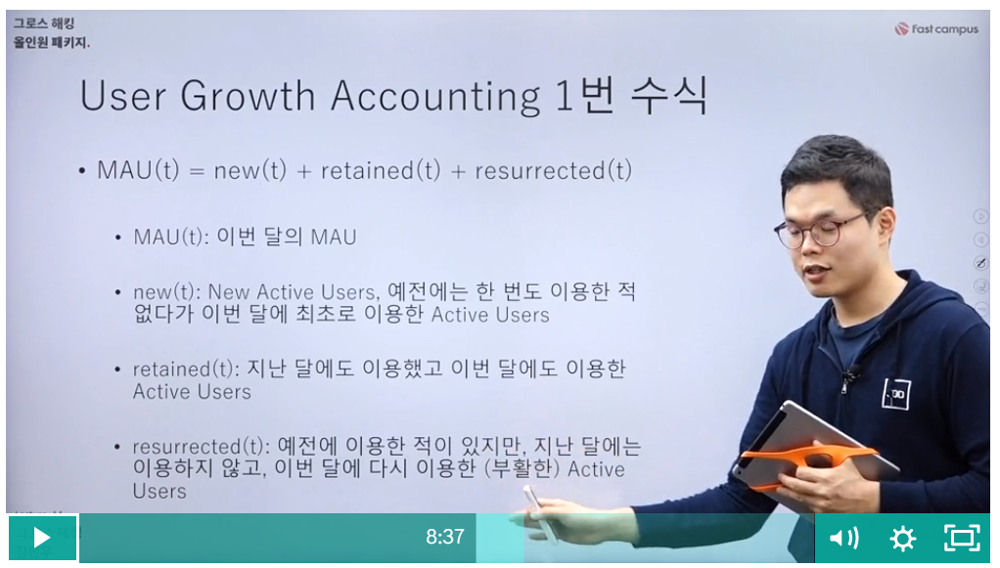 그로스 해킹
올인원 패키지.
Fast campus
User Growth Accounting 1번 수식
• MAU(t) = new(t) + retained(t) + resurrected(t)
• MAU(t): 이번 달의 MAU
• new(t): New Active Users, 예전에는 한 번도 이용한 적
없다가 이번 달에 최초로 이용한 Active Users
• retained(t): 지난 달에도 이용했고 이번 달에도 이용한
Active Users
• resurrected(t): 예전에 이용한 적이 있지만, 지난 달에는
이용하지 않고, 이번 달에 다시 이용한 (부활한) Active
Users
8:37